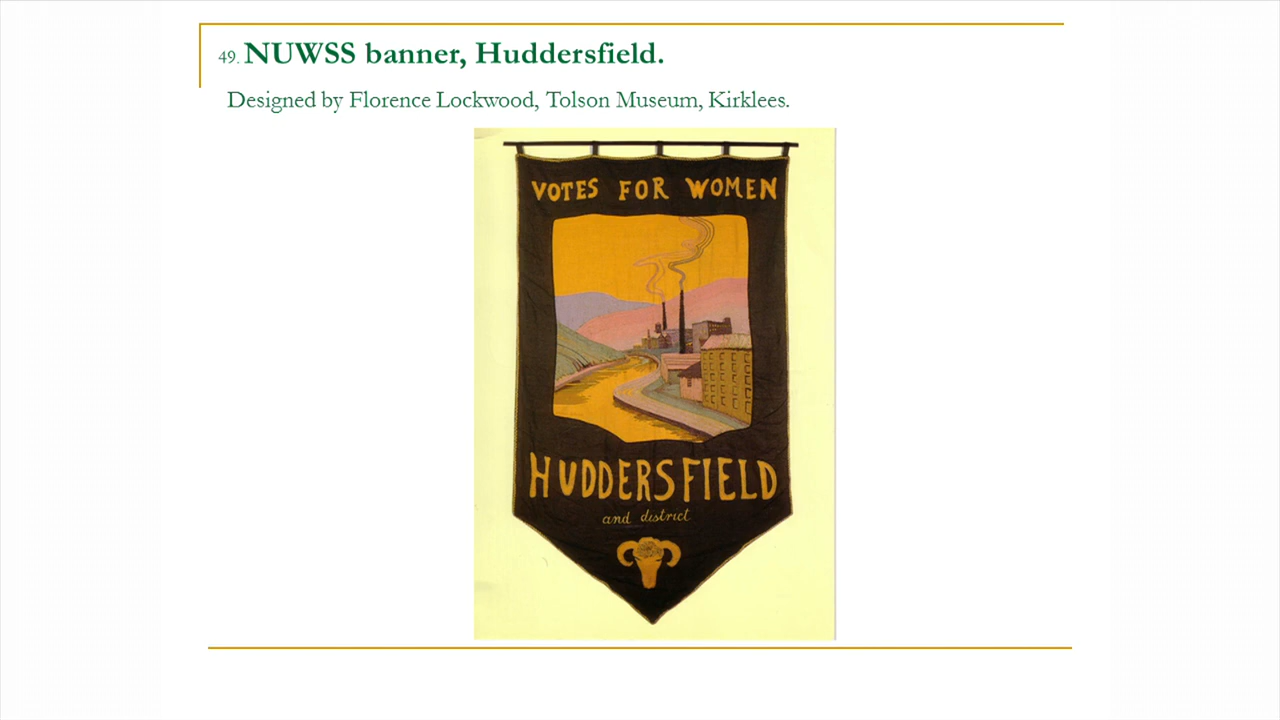 49. NUWSS banner, Huddersfield.
Designed by Florence Lockwood, Tolson Museum, Kirklees.
VOTES FOR WOMEN
HUDDERSFIELD
and district